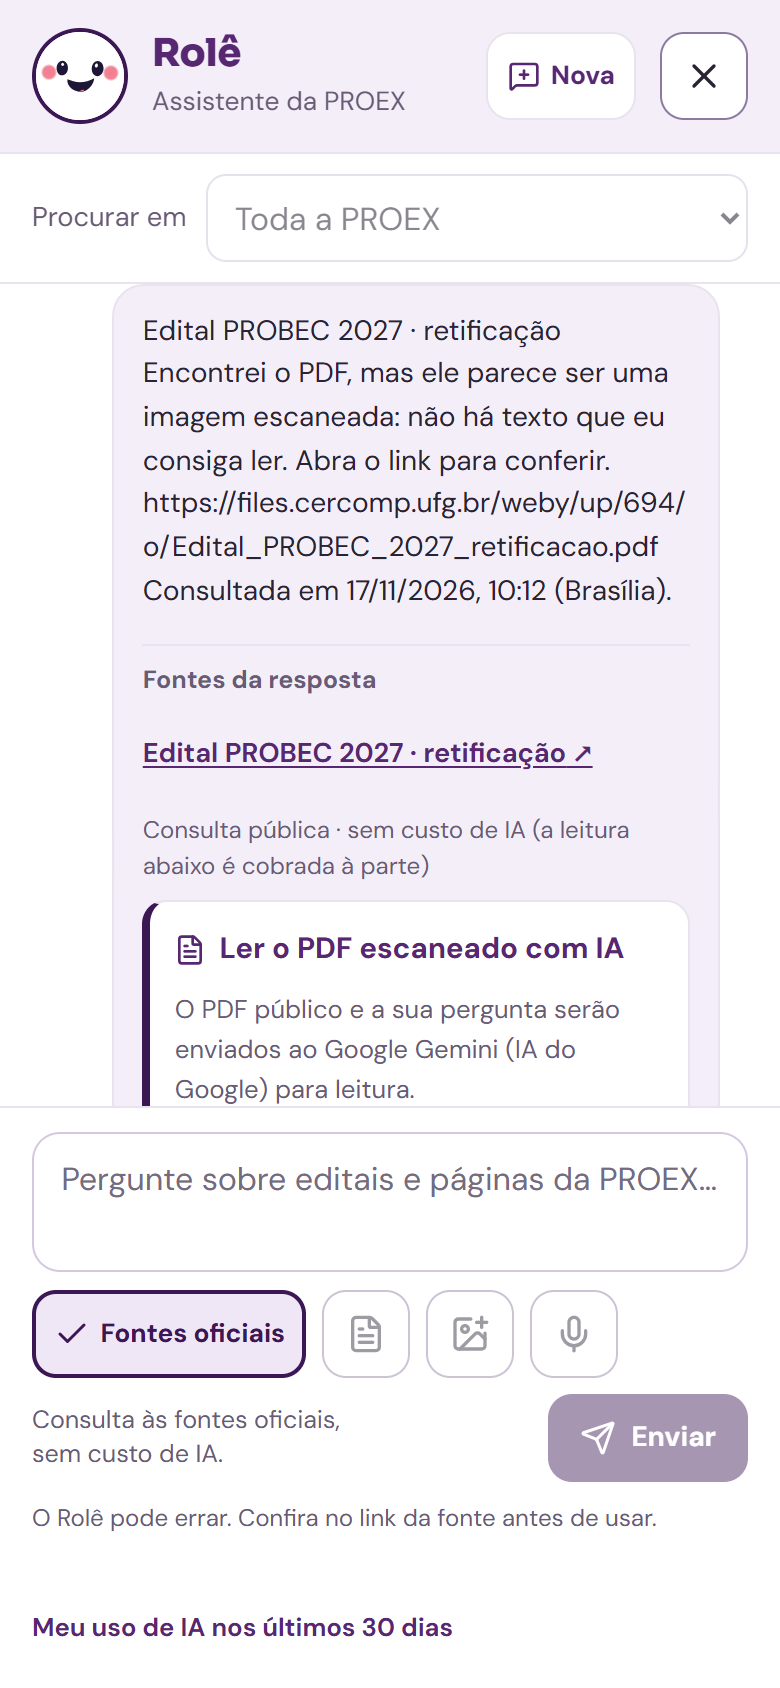 Rolê
Assistente da PROEX
Nova
Procurar em
Toda a PROEX
Edital PROBEC 2027 · retificação
Encontrei o PDF, mas ele parece ser uma
imagem escaneada: não há texto que eu
consiga ler. Abra o link para conferir.
https://files.cercomp.ufg.br/weby/up/694/
o/Edital_PROBEC_2027_retificacao.pdf
Consultada em 17/11/2026, 10:12 (Brasília).
Fontes da resposta
Edital PROBEC 2027 · retificação ↗
Consulta pública · sem custo de IA (a leitura
abaixo é cobrada à parte)
Ler o PDF escaneado com IA
O PDF público e a sua pergunta serão
enviados ao Google Gemini (IA do
Google) para leitura.
Pergunte sobre editais e páginas da PROEX…
Fontes oficiais
Consulta às fontes oficiais,
sem custo de IA.
Enviar
O Rolê pode errar. Confira no link da fonte antes de usar.
Meu uso de IA nos últimos 30 dias